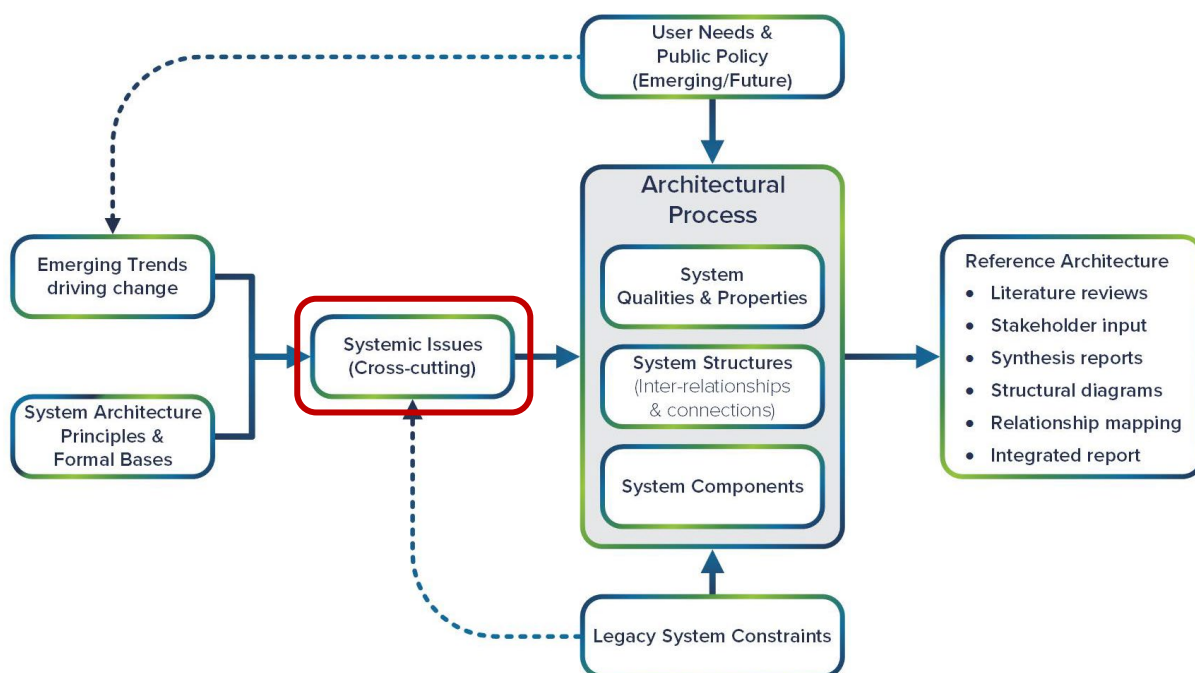 User Needs &
Public Policy
(Emerging/Future)
Architectural
Process
Emerging Trends
driving change
System
Qualities & Properties
Reference Architecture
• Literature reviews
• Stakeholder input
• Synthesis reports
• Structural diagrams
• Relationship mapping
• Integrated report
Systemic Issues
(Cross-cutting)
System Structures
(Inter-relationships
& connections)
System Architecture
Principles &
Formal Bases
System Components
Legacy System Constraints